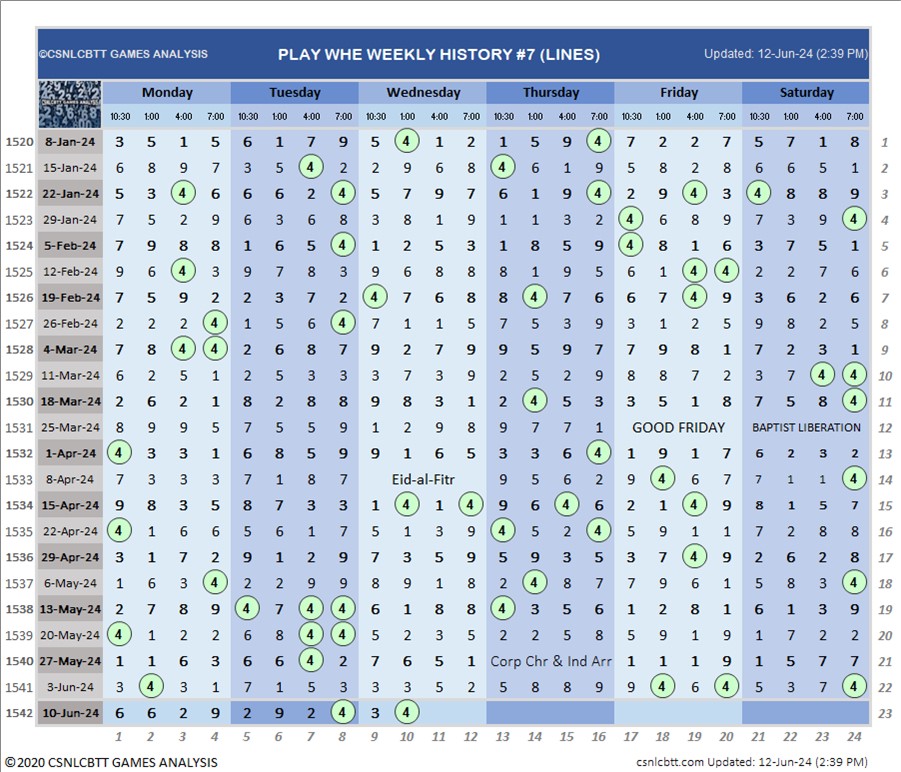 ©CSNLCBTT GAMES ANALYSIS PLAY WHE WEEKLY HISTORY #7 (LINES) Updated: 12-Jun-24 (2:39 PM)
CSNLCBTT GAMES ANALYSIS Monday Tuesday Wednesday Thursday Friday Saturday
10:30 1:00 4:00 7:00 10:30 1:00 4:00 7:00 10:30 1:00 4:00 7:00 10:30 1:00 4:00 7:00 10:30 1:00 4:00 7:00 10:30 1:00 4:00 7:00
1520 8-Jan-24 3 5 1 5 6 1 7 9 5 4 1 2 1 5 9 4 7 2 2 7 5 7 1 8 1
1521 15-Jan-24 6 8 9 7 3 5 4 2 2 9 6 8 4 6 1 9 5 8 2 8 6 6 5 1 2
1522 22-Jan-24 5 3 4 6 6 6 2 4 5 7 9 7 6 1 9 4 2 9 4 3 4 8 8 9 3
1523 29-Jan-24 7 5 2 9 6 3 6 8 3 8 1 9 1 1 3 2 4 6 8 9 7 3 9 4 4
1524 5-Feb-24 7 9 8 8 1 6 5 4 1 2 5 3 1 8 5 9 4 8 1 6 3 7 5 1 5
1525 12-Feb-24 9 6 4 3 9 7 8 3 9 6 8 8 8 1 9 5 6 1 4 4 2 2 7 6 6
1526 19-Feb-24 7 5 9 2 2 3 7 2 4 7 6 8 8 4 7 6 6 7 4 9 3 6 2 6 7
1527 26-Feb-24 2 2 2 4 1 5 6 4 7 1 1 5 7 5 3 9 3 1 2 5 9 8 2 5 8
1528 4-Mar-24 7 8 4 4 2 6 8 7 9 2 7 9 9 5 9 7 7 9 8 1 7 2 3 1 9
1529 11-Mar-24 6 2 5 1 2 5 3 3 3 7 3 9 2 5 2 9 8 8 7 2 3 7 4 4 10
1530 18-Mar-24 2 6 2 1 8 2 8 8 9 8 3 1 2 4 5 3 3 5 1 8 7 5 8 4 11
1531 25-Mar-24 8 9 9 5 7 5 5 9 1 2 9 8 9 7 7 1 GOOD FRIDAY BAPTIST LIBERATION 12
1532 1-Apr-24 4 3 3 1 6 8 5 9 9 1 6 5 3 3 6 4 1 9 1 7 6 2 3 2 13
1533 8-Apr-24 7 3 3 3 7 1 8 7 Eid-al-Fitr 9 5 6 2 9 4 6 7 7 1 1 4 14
1534 15-Apr-24 9 8 3 5 8 7 3 3 1 4 1 4 9 6 4 6 2 1 4 9 8 1 5 7 15
1535 22-Apr-24 4 1 6 6 5 6 1 7 5 1 3 9 4 5 2 4 5 9 1 1 7 2 8 8 16
1536 29-Apr-24 3 1 7 2 9 1 2 9 7 3 5 9 5 9 3 5 3 7 4 9 2 6 2 8 17
1537 6-May-24 1 6 3 4 2 2 9 9 8 9 1 8 2 4 8 7 7 9 6 1 5 8 3 4 18
1538 13-May-24 2 7 8 9 4 7 4 4 6 1 8 8 4 3 5 6 1 2 8 1 6 1 3 9 19
1539 20-May-24 4 1 2 2 6 8 4 4 5 2 3 5 2 2 5 8 5 9 1 9 1 7 2 2 20
1540 27-May-24 1 1 6 3 6 6 4 2 7 6 5 1 Corp Chr & Ind Arr 1 1 1 9 1 5 7 7 21
1541 3-Jun-24 3 4 3 1 7 1 5 3 3 3 5 2 5 8 8 9 9 4 6 4 5 3 7 4 22
1542 10-Jun-24 6 6 2 9 2 9 2 4 3 4 23
1 2 3 4 5 6 7 8 9 10 11 12 13 14 15 16 17 18 19 20 21 22 23 24
©2020 CSNLCBTT GAMES ANALYSIS csnlcbtt.com Updated: 12-Jun-24 (2:39 PM)